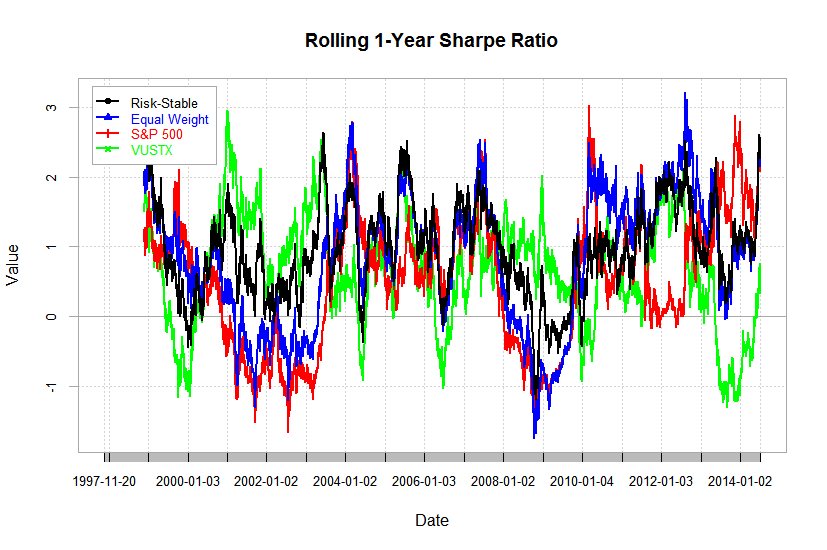 Rolling 1-Year Sharpe Ratio
Risk-Stable
Equal Weight
S&P 500
VUSTX
Value
3
2
1
0
-1
1997-11-20 2000-01-03 2002-01-02 2004-01-02 2006-01-03 2008-01-02 2010-01-04 2012-01-03 2014-01-02
Date